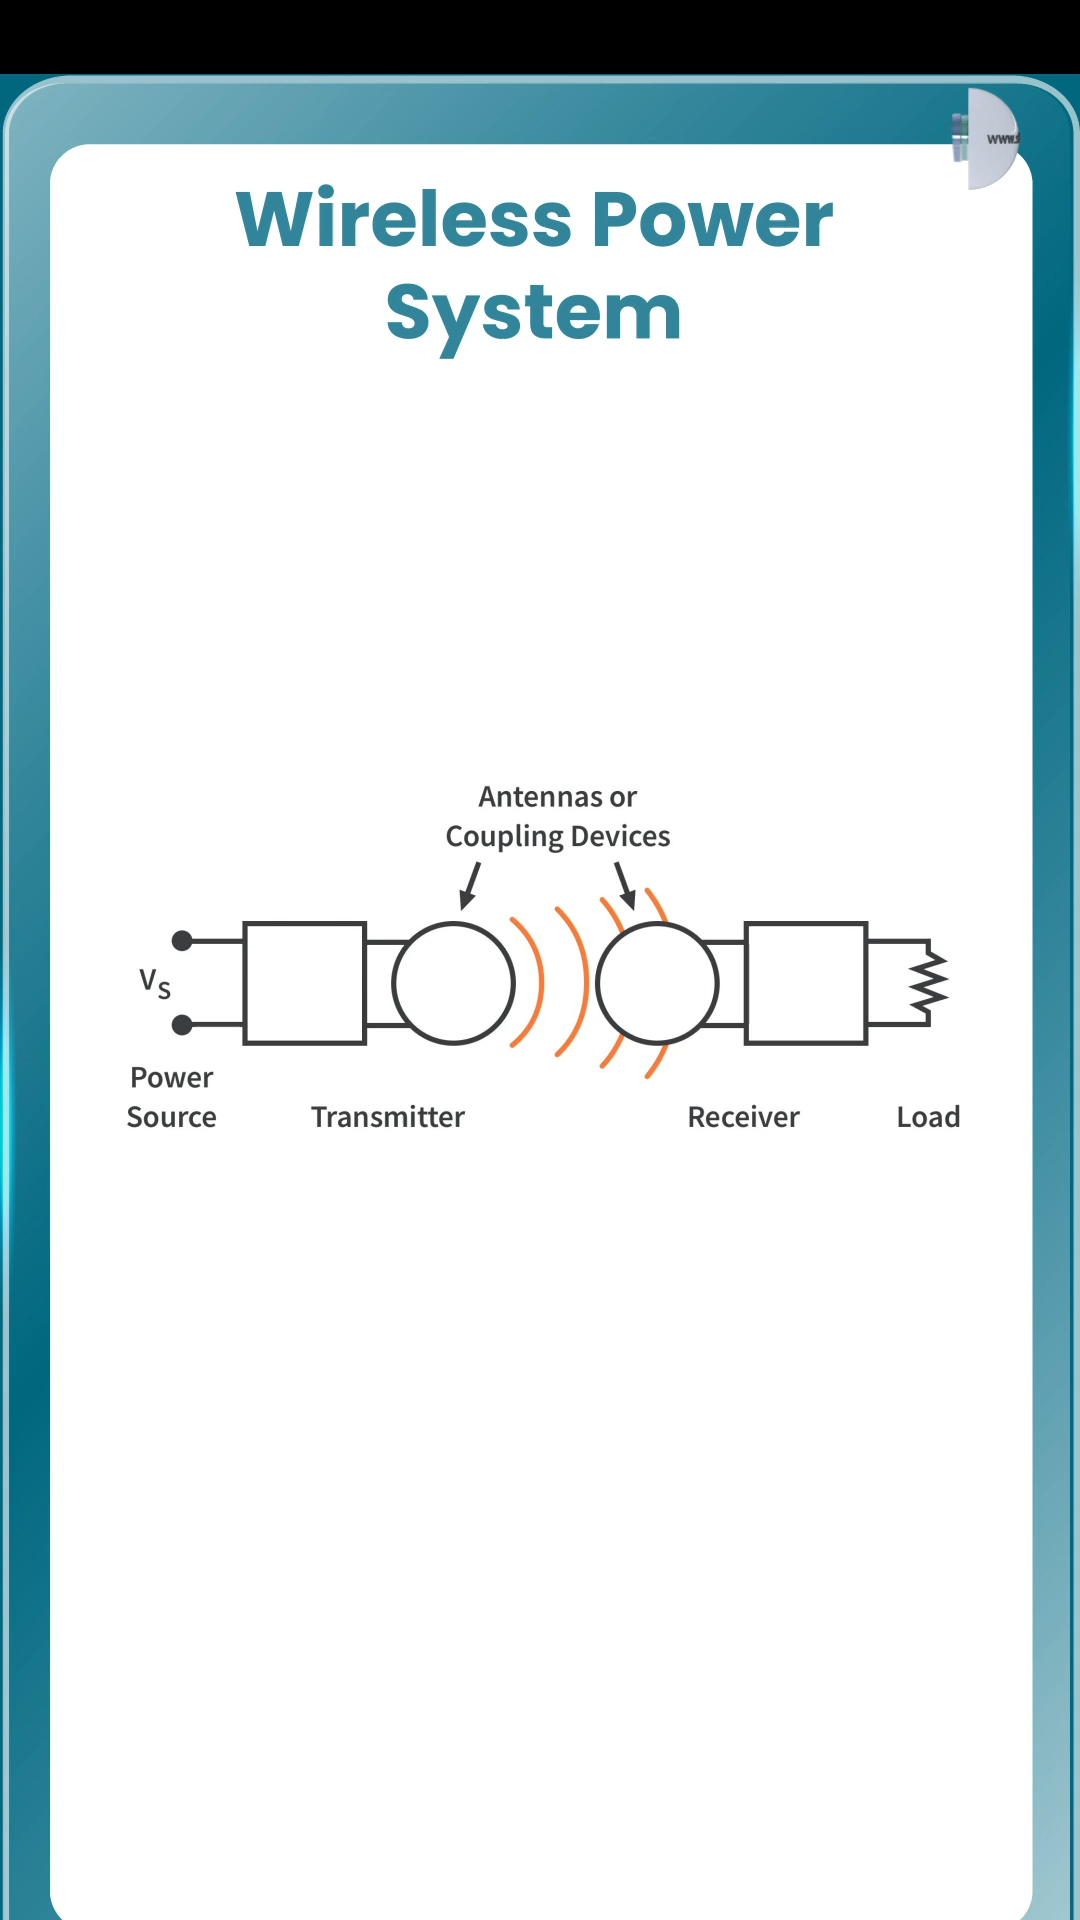 Wireless Power
System
Antennas or
Coupling Devices
VS
Power
Source
Transmitter
Receiver
Load